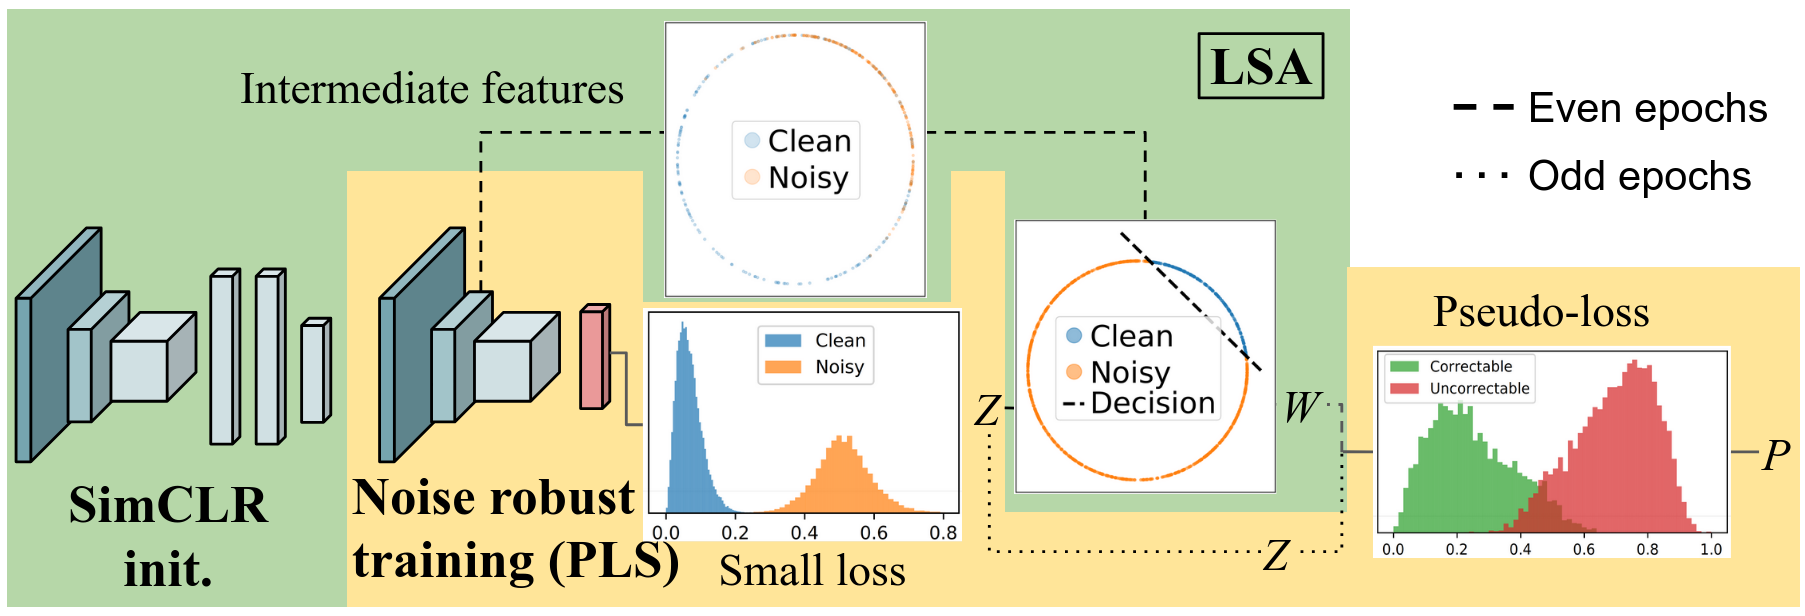 Intermediate features
LSA
Even epochs
Odd epochs
Clean
Noisy
SimCLR
init.
Noise robust
training (PLS)
Clean
Noisy
0.0 0.2 0.4 0.6 0.8
Small loss
Z
Clean
Noisy
Decision
W
Z
Pseudo-loss
Correctable
Uncorrectable
0.0 0.2 0.4 0.6 0.8 1.0
P